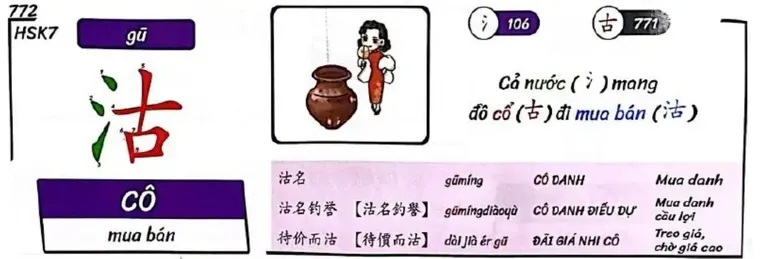 772
HSK7
gū
沽
CÔ
mua bán
氵 106
古 771
Cả nước (氵) mang
đồ cổ (古) đi mua bán (沽)
沽名 gūmíng CÔ DANH Mua danh
沽名钓誉【沽名釣譽】 gūmíngdiàoyù CÔ DANH ĐIẾU DỰ Mua danh cầu lợi
待价而沽【待價而沽】 dài jià ér gū ĐÃI GIÁ NHI CÔ Treo giá, chờ giá cao